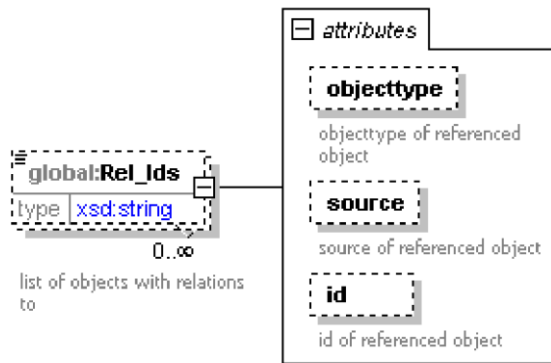 attributes
objecttype
objecttype of referenced
object
global:Rel_Ids
type xsd:string
0..∞
list of objects with relations
to
source
source of referenced object
id
id of referenced object